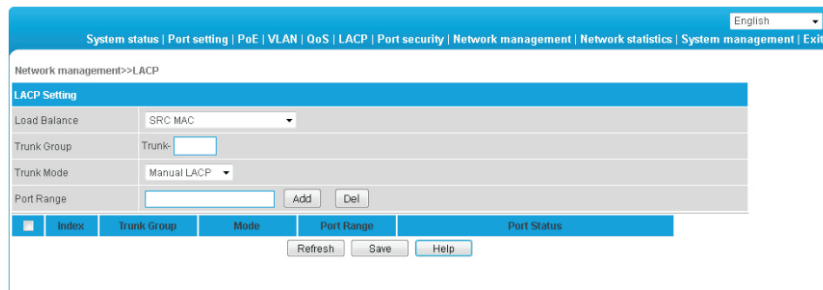 English
System status | Port setting | PoE | VLAN | QoS | LACP | Port security | Network management | Network statistics | System management | Exit
Network management>>LACP
LACP Setting
Load Balance SRC MAC
Trunk Group Trunk-
Trunk Mode Manual LACP
Port Range Add Del
Index Trunk Group Mode Port Range Port Status
Refresh Save Help